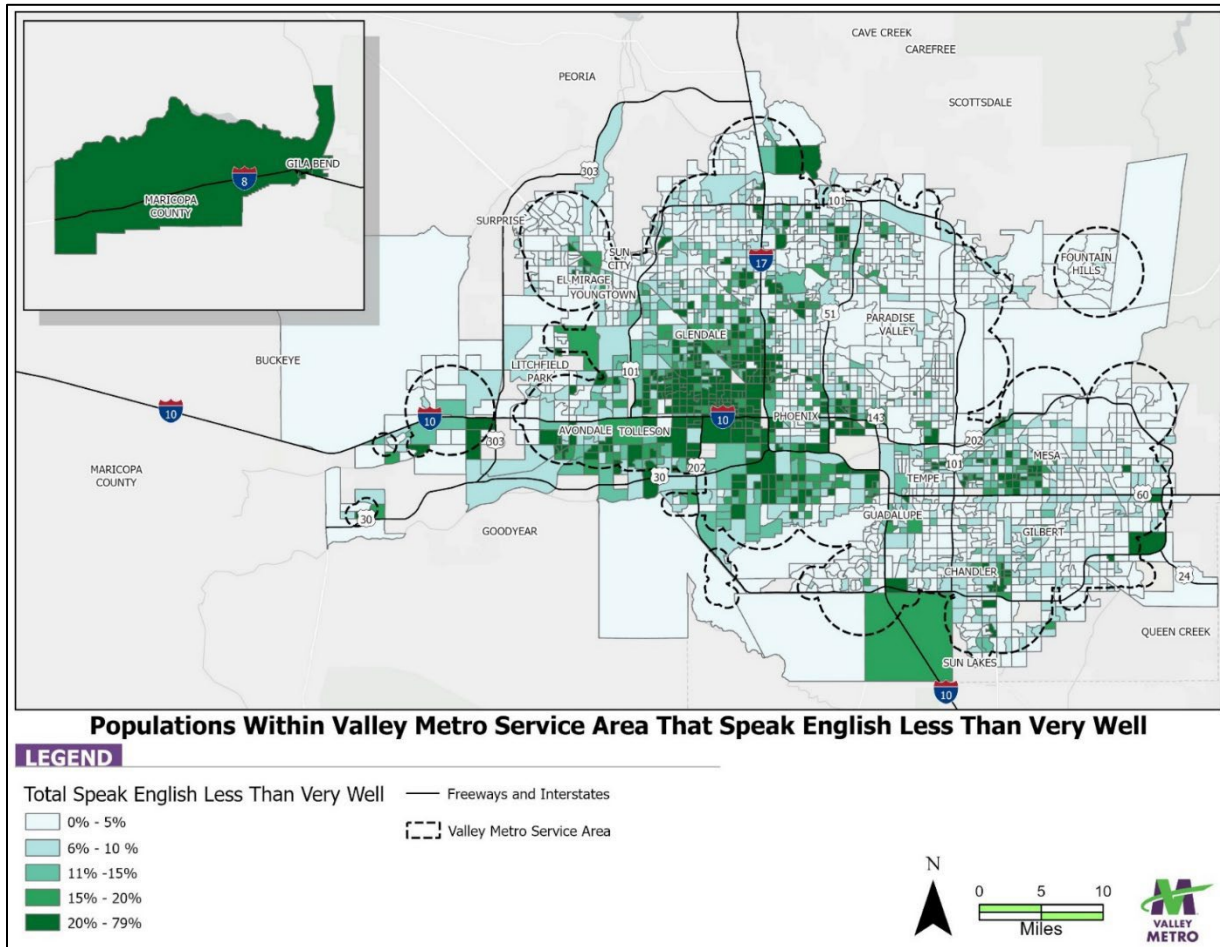 CAVE CREEK
CAREFREE
PEORIA
SCOTTSDALE
GILA BEND
8
MARICOPA
COUNTY
303
SURPRISE
SUN
CITY
101
17
FOUNTAIN
HILLS
EL MIRAGE
YOUNGTOWN
51
PARADISE
VALLEY
GLENDALE
BUCKEYE
LITCHFIELD
PARK
101
10
10
10
PHOENIX
143
AVONDALE
TOLLESON
303
202
101
MESA
MARICOPA
COUNTY
202
30
TEMPE
60
30
GOODYEAR
GUADALUPE
GILBERT
CHANDLER
24
QUEEN CREEK
SUN LAKES
10
Populations Within Valley Metro Service Area That Speak English Less Than Very Well
LEGEND
Total Speak English Less Than Very Well
0% - 5%
6% - 10 %
11% -15%
15% - 20%
20% - 79%
Freeways and Interstates
Valley Metro Service Area
N
0 5 10
Miles
VALLEY
METRO